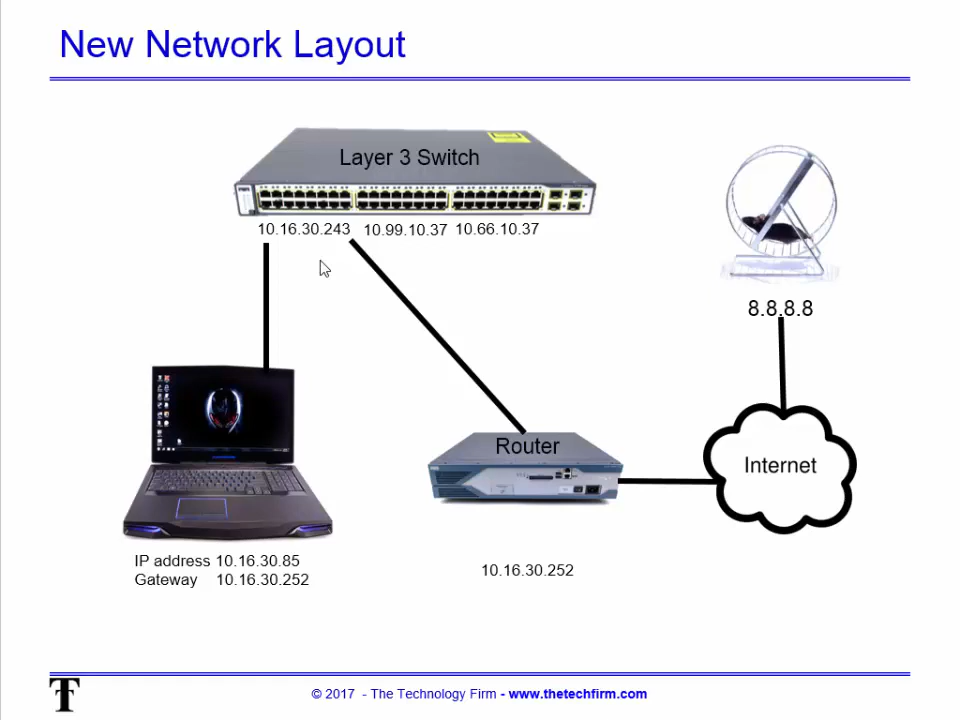 New Network Layout
Layer 3 Switch
10.16.30.243 10.99.10.37 10.66.10.37
8.8.8.8
Router
Internet
IP address 10.16.30.85
Gateway 10.16.30.252
10.16.30.252
T
© 2017 - The Technology Firm - www.thetechfirm.com